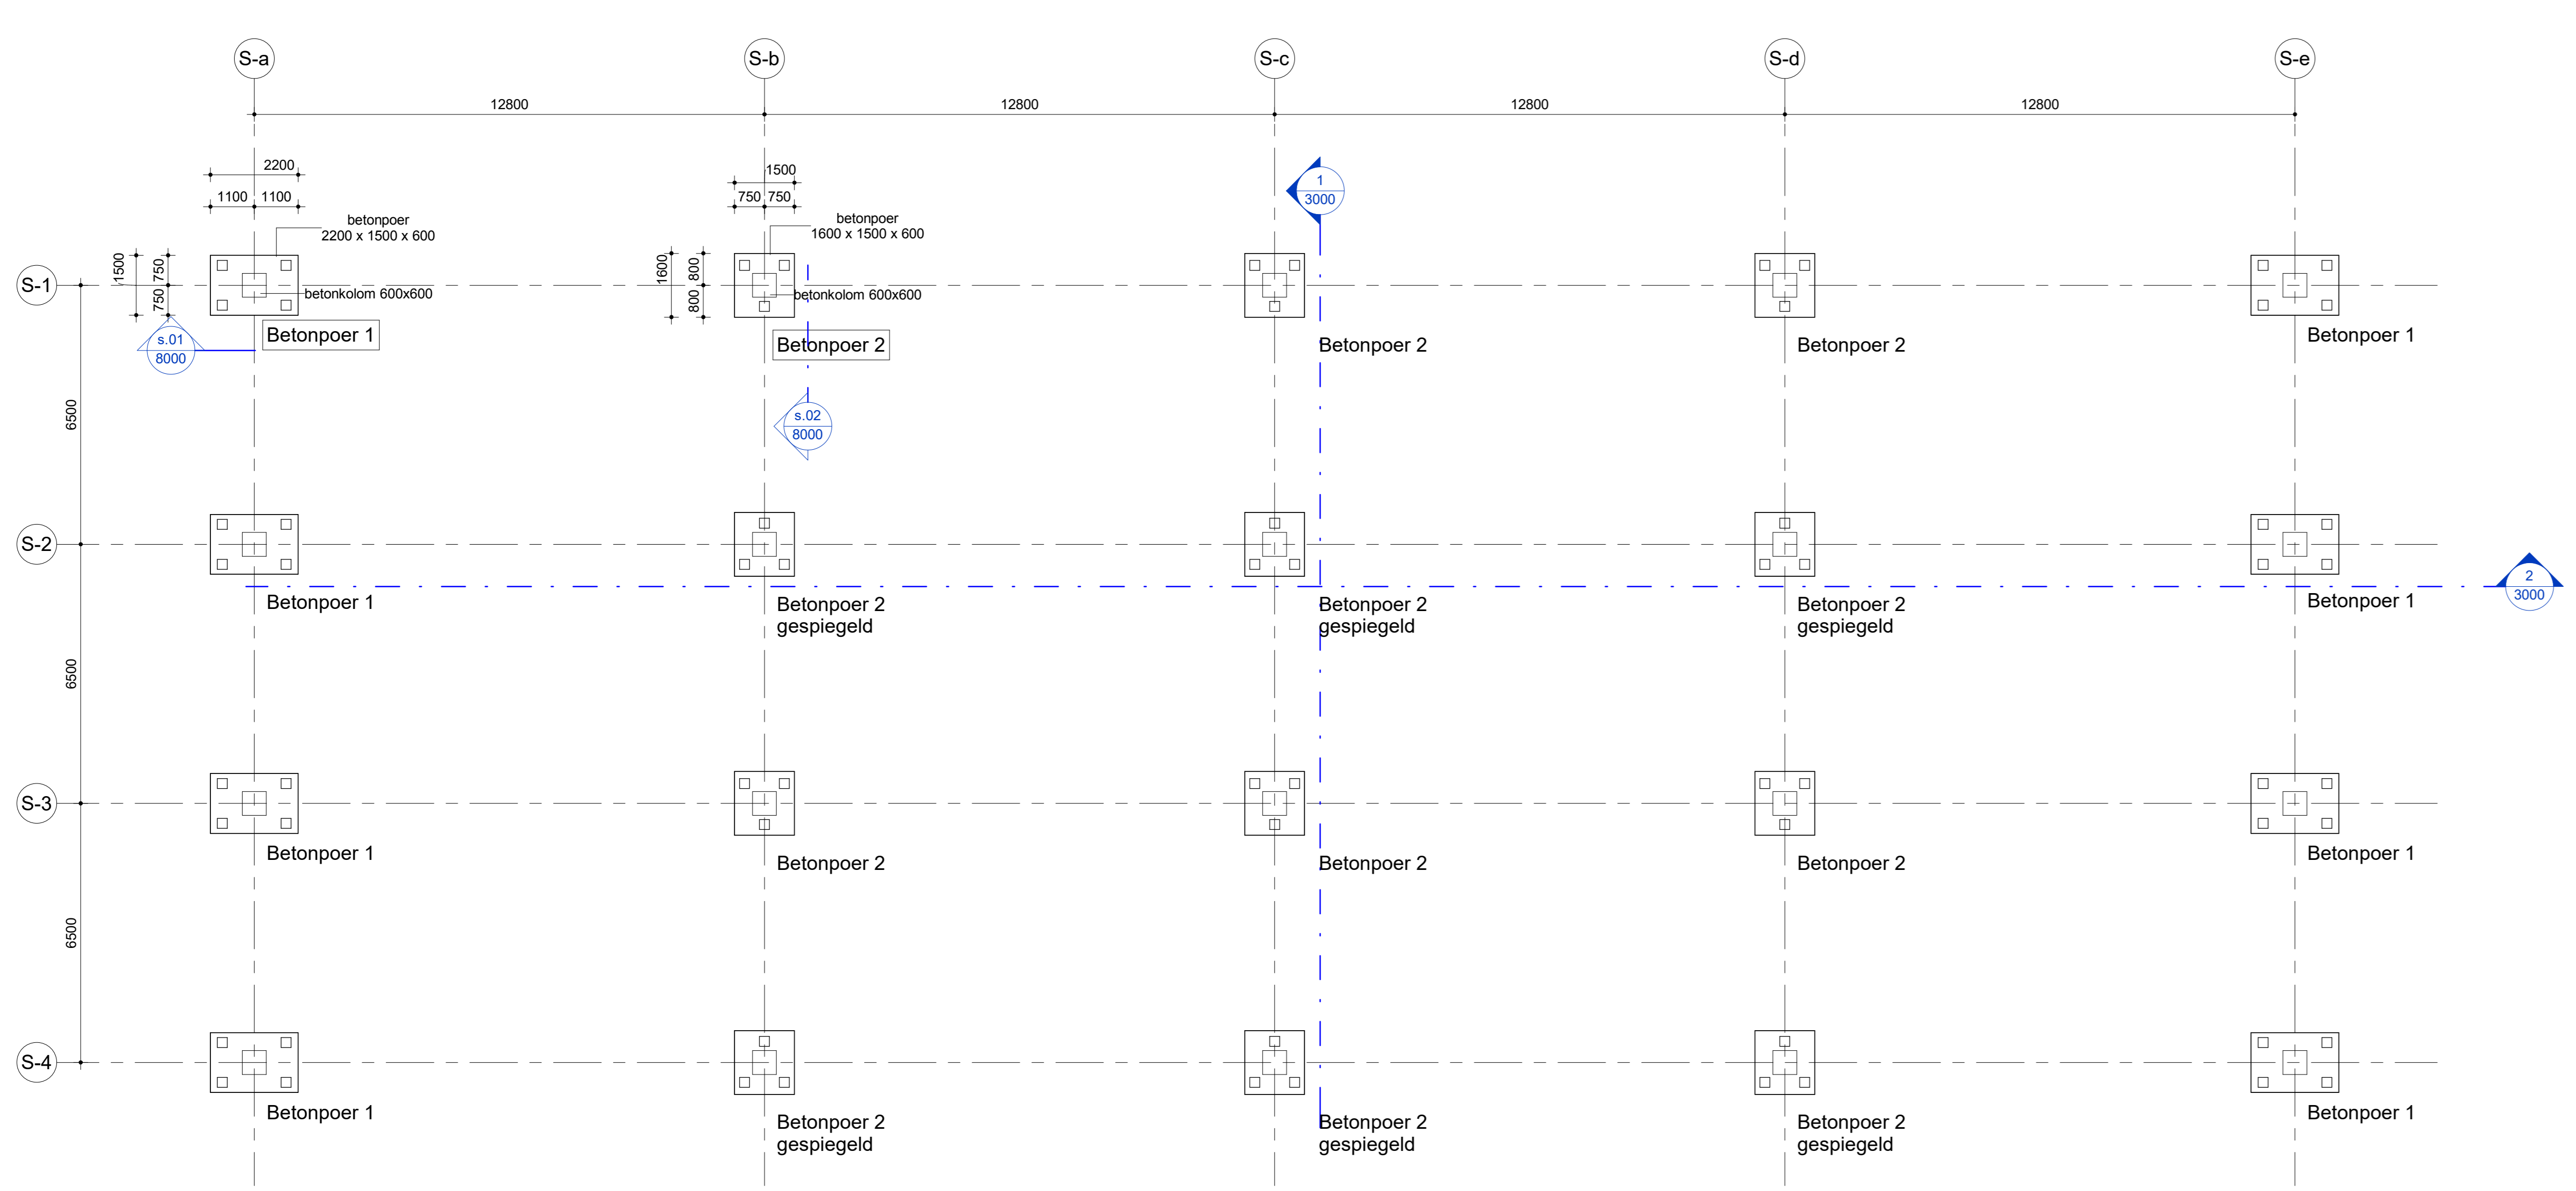 S-a
S-b
S-c
S-d
S-e
12800
12800
12800
12800
2200
1100
1100
betonpoer
2200 x 1500 x 600
1500
750
750
betonpoer
1600 x 1500 x 600
1
3000
S-1
1500
750
750
betonkolom 600x600
Betonpoer 1
s.01
8000
1600
800
800
betonkolom 600x600
Betonpoer 2
s.02
8000
Betonpoer 2
Betonpoer 2
Betonpoer 1
6500
S-2
Betonpoer 1
Betonpoer 2
gespiegeld
Betonpoer 2
gespiegeld
Betonpoer 2
gespiegeld
Betonpoer 1
2
3000
6500
S-3
Betonpoer 1
Betonpoer 2
Betonpoer 2
Betonpoer 2
Betonpoer 1
6500
S-4
Betonpoer 1
Betonpoer 2
gespiegeld
Betonpoer 2
gespiegeld
Betonpoer 2
gespiegeld
Betonpoer 1